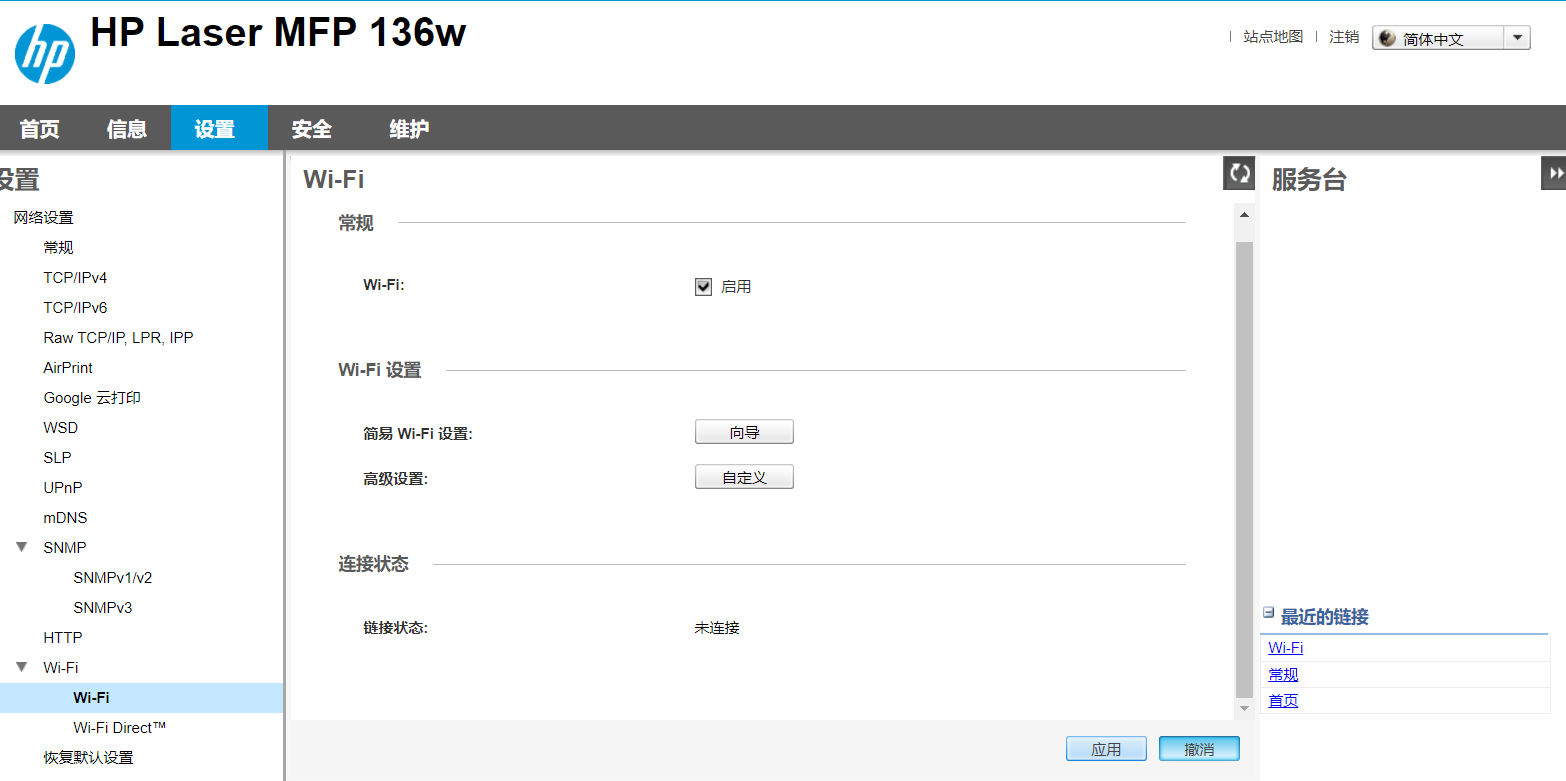 hp
HP Laser MFP 136w
站点地图
注销
简体中文
首页 信息 设置 安全 维护
设置
网络设置
常规
TCP/IPv4
TCP/IPv6
Raw TCP/IP, LPR, IPP
AirPrint
Google 云打印
WSD
SLP
UPnP
mDNS
SNMP
SNMPv1/v2
SNMPv3
HTTP
Wi-Fi
Wi-Fi
Wi-Fi Direct™
恢复默认设置
Wi-Fi
常规
Wi-Fi: 启用
Wi-Fi 设置
简易 Wi-Fi 设置: 向导
高级设置: 自定义
连接状态
链接状态: 未连接
应用 撤消
服务台
最近的链接
Wi-Fi
常规
首页